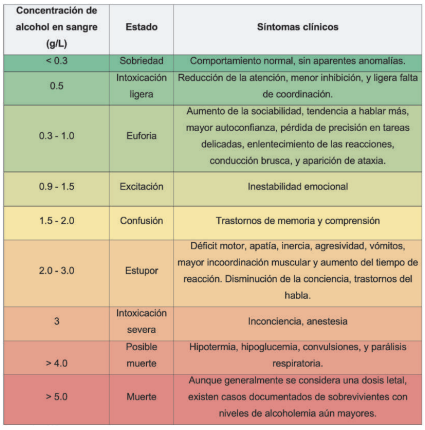 Concentración de
alcohol en sangre
(g/L)
Estado
Síntomas clínicos
< 0.3
Sobriedad
Comportamiento normal, sin aparentes anomalías.
0.5
Intoxicación
ligera
Reducción de la atención, menor inhibición, y ligera falta
de coordinación.
0.3 - 1.0
Euforia
Aumento de la sociabilidad, tendencia a hablar más,
mayor autoconfianza, pérdida de precisión en tareas
delicadas, enlentecimiento de las reacciones,
conducción brusca, y aparición de ataxia.
0.9 - 1.5
Excitación
Inestabilidad emocional
1.5 - 2.0
Confusión
Trastornos de memoria y comprensión
2.0 - 3.0
Estupor
Déficit motor, apatía, inercia, agresividad, vómitos,
mayor incoordinación muscular y aumento del tiempo de
reacción. Disminución de la conciencia, trastornos del
habla.
3
Intoxicación
severa
Inconciencia, anestesia
> 4.0
Posible
muerte
Hipotermia, hipoglucemia, convulsiones, y parálisis
respiratoria.
> 5.0
Muerte
Aunque generalmente se considera una dosis letal,
existen casos documentados de sobrevivientes con
niveles de alcoholemia aún mayores.